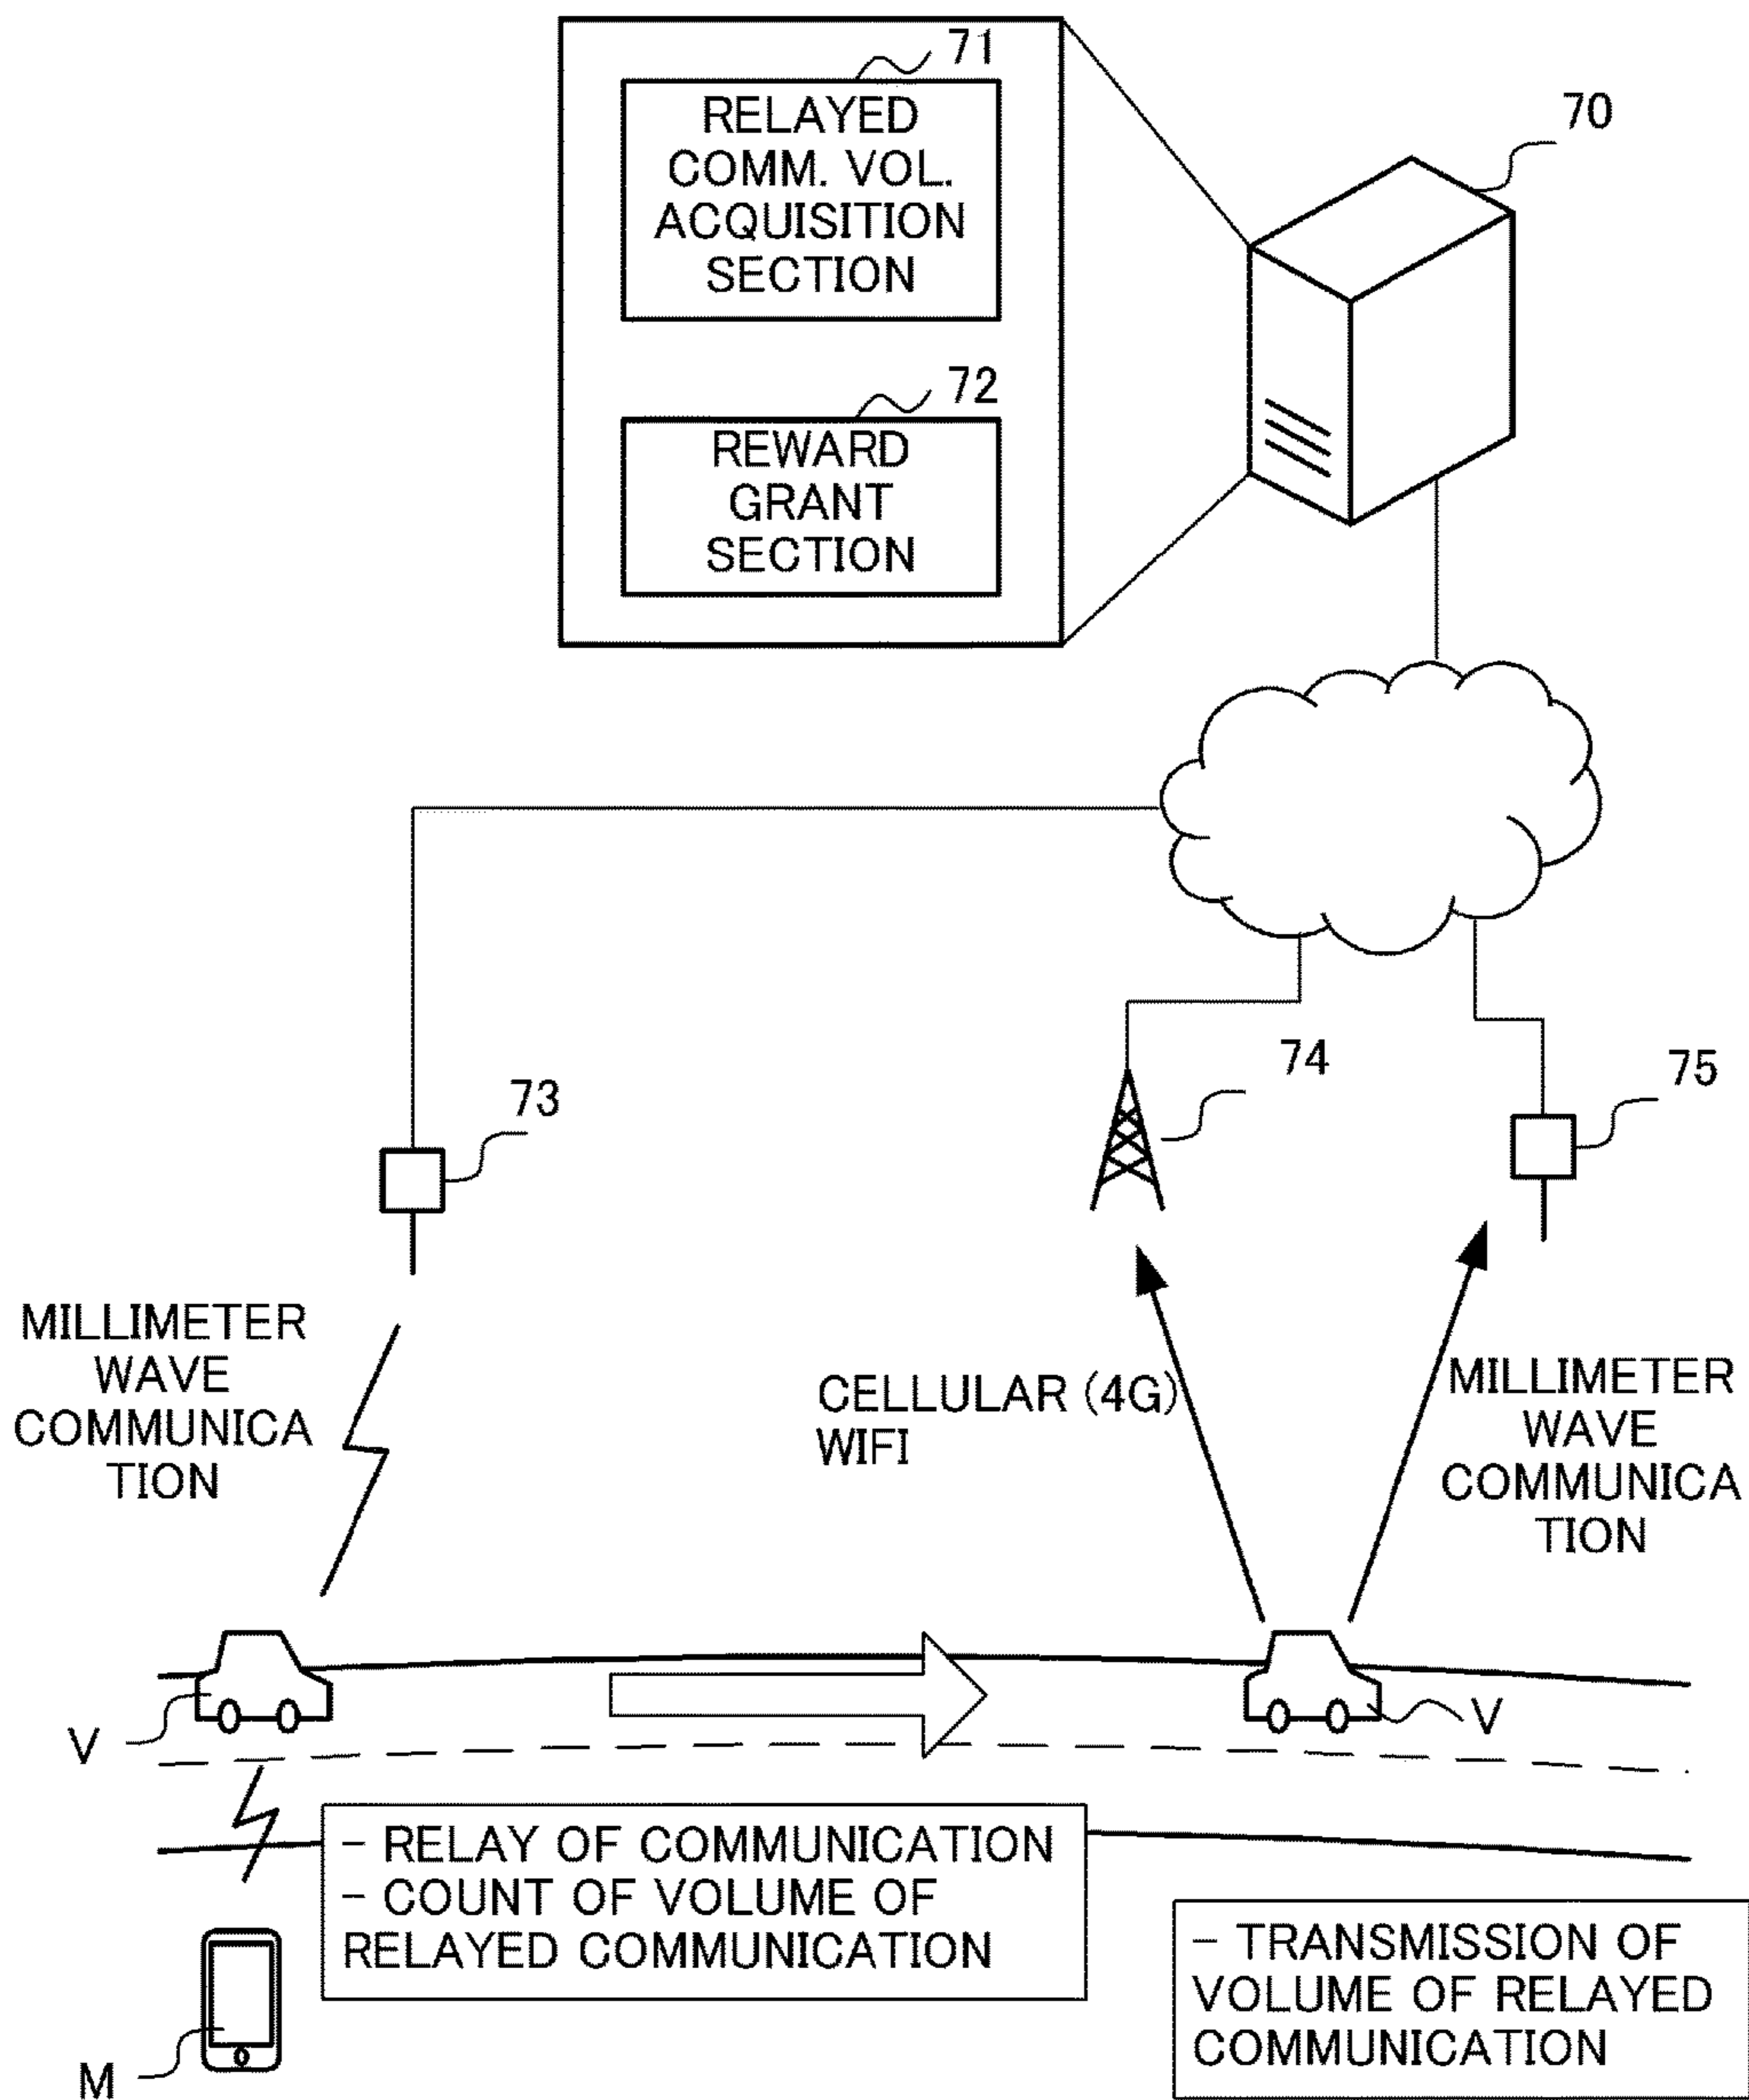 71
RELAYED
COMM. VOL.
ACQUISITION
SECTION
70
72
REWARD
GRANT
SECTION
73
74
75
MILLIMETER
WAVE
COMMUNICA
TION
CELLULAR (4G)
WIFI
MILLIMETER
WAVE
COMMUNICA
TION
V
V
- RELAY OF COMMUNICATION
- COUNT OF VOLUME OF
RELAYED COMMUNICATION
- TRANSMISSION OF
VOLUME OF RELAYED
COMMUNICATION
M